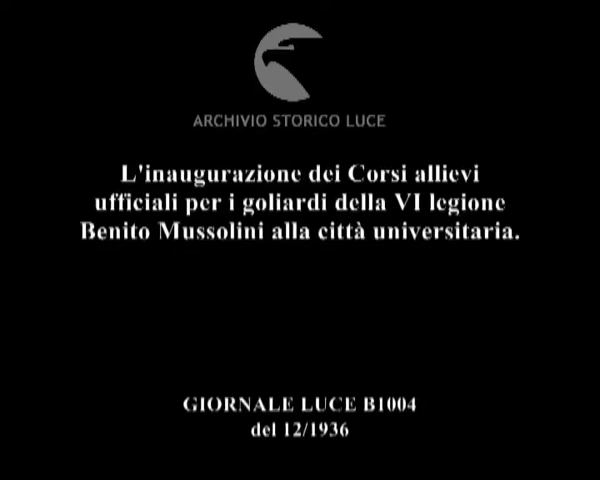 ARCHIVIO STORICO LUCE
L'inaugurazione dei Corsi allievi
ufficiali per i goliardi della VI legione
Benito Mussolini alla città universitaria.
GIORNALE LUCE B1004
del 12/1936